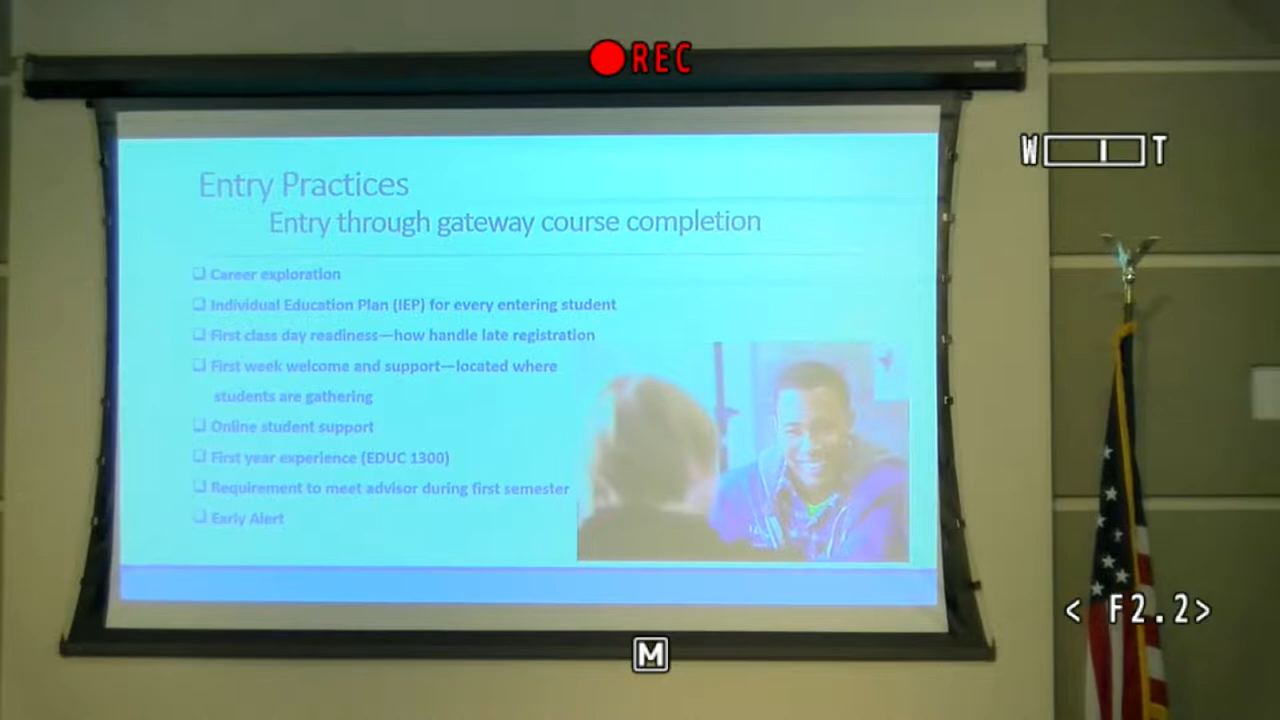 REC
W T
Entry Practices
Entry through gateway course completion
❑ Career exploration
❑ Individual Education Plan (IEP) for every entering student
❑ First class day readiness—how handle late registration
❑ First week welcome and support—located where
students are gathering
❑ Online student support
❑ First year experience (EDUC 1300)
❑ Requirement to meet advisor during first semester
❑ Early Alert
< F2.2>
M